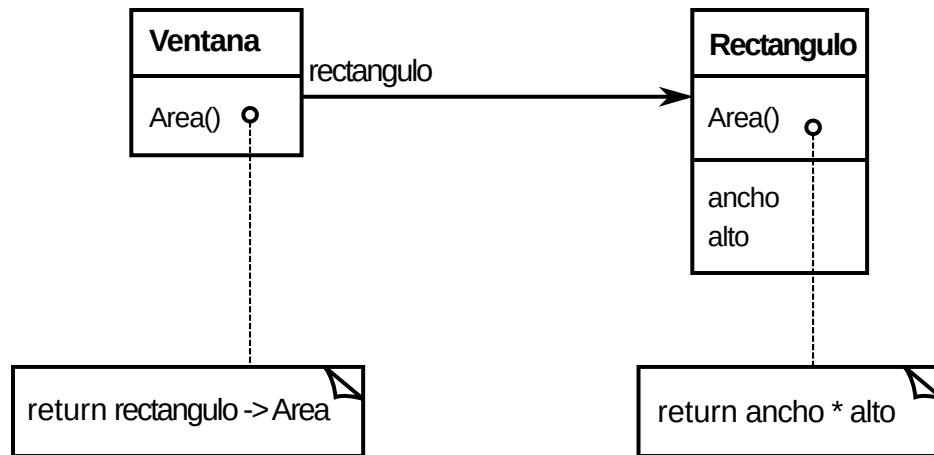 Ventana
Area()
rectangulo
Rectangulo
Area()
ancho
alto
return rectangulo -> Area
return ancho * alto